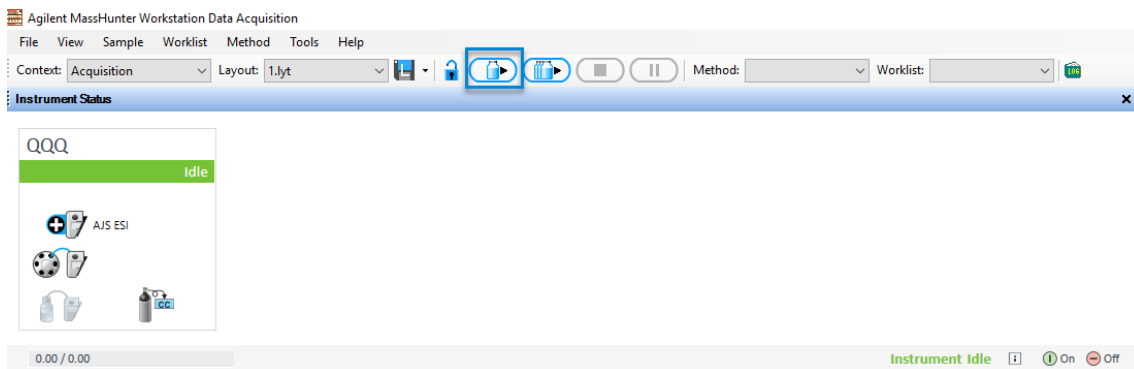 Agilent MassHunter Workstation Data Acquisition
File View Sample Worklist Method Tools Help
Context: Acquisition Layout: 1.lyt Method: Worklist: LOG
Instrument Status
QQQ
Idle
AJS ESI
CC
0.00 / 0.00 Instrument Idle i On Off